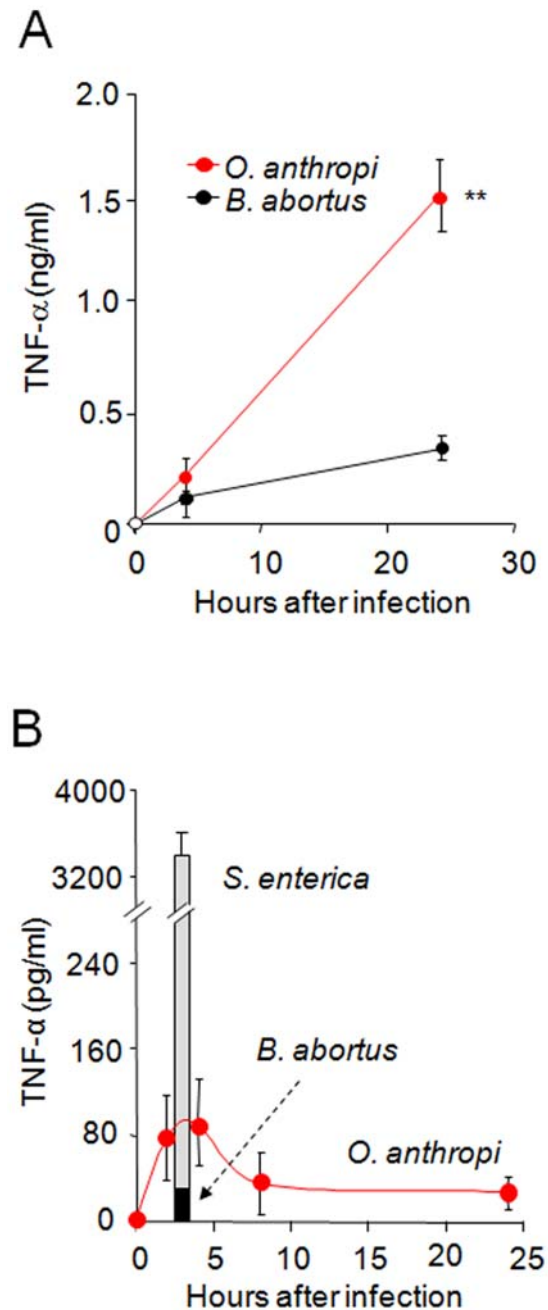 A
2.0
1.5
1.0
0.5
0
TNF-α (ng/ml)
O. anthropi
B. abortus
**
0 10 20 30
Hours after infection
B
4000
3200
240
160
80
0
TNF-α (pg/ml)
S. enterica
B. abortus
O. anthropi
0 5 10 15 20 25
Hours after infection